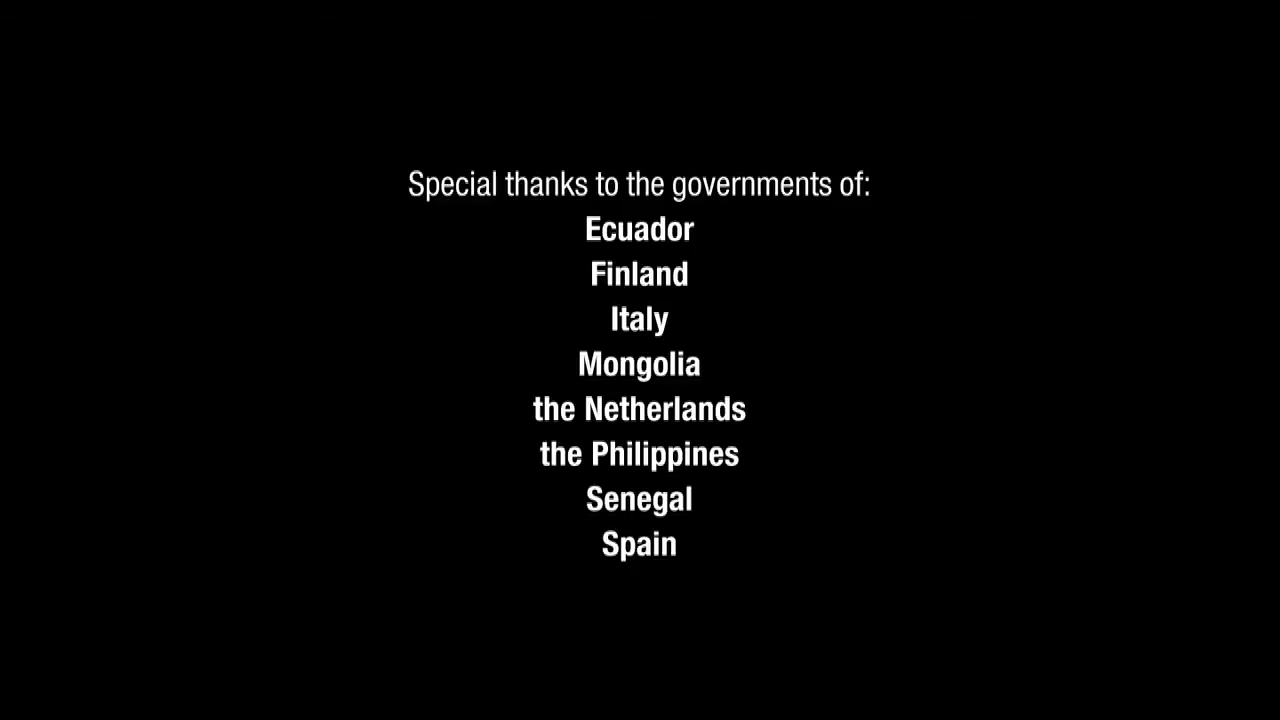 Special thanks to the governments of:
Ecuador
Finland
Italy
Mongolia
the Netherlands
the Philippines
Senegal
Spain